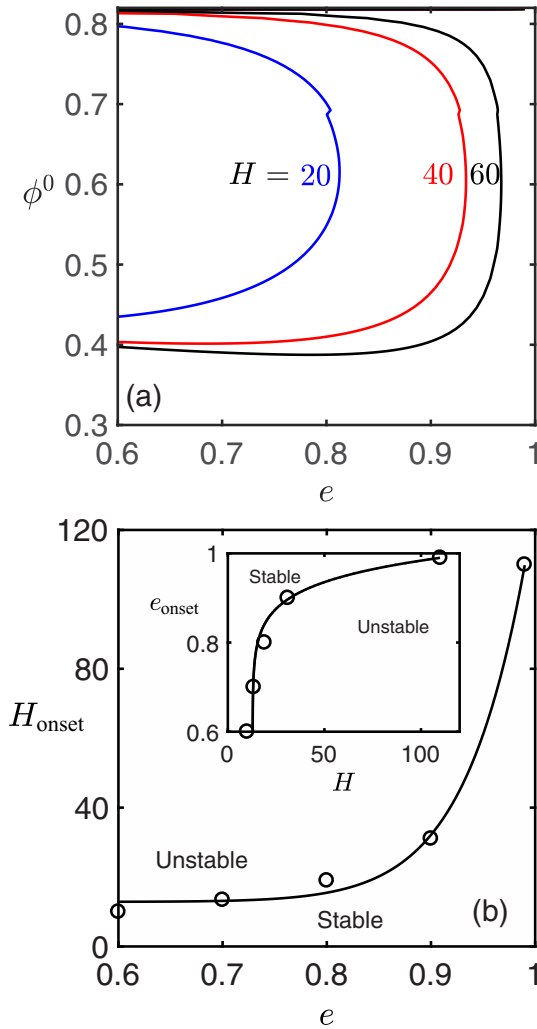 0.8
0.7
H = 20 40 60
ϕ⁰
0.6
0.5
0.4
(a)
0.3
0.6 0.7 0.8 0.9 1
e
120
1
Stable
e_onset
Unstable
0.8
80
0.6
0 50 100
H_onset
H
40
Unstable
Stable
(b)
0
0.6 0.7 0.8 0.9 1
e